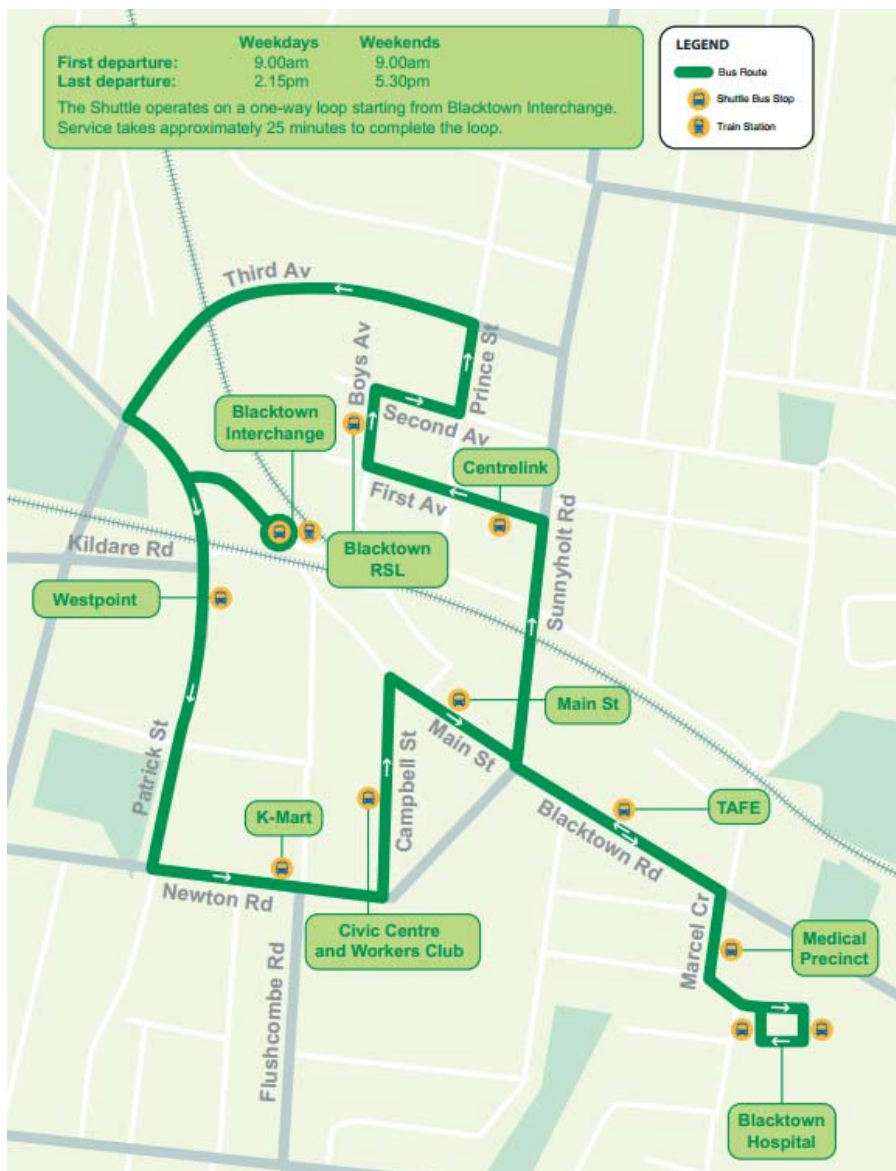 Weekdays Weekends
First departure: 9.00am 9.00am
Last departure: 2.15pm 5.30pm
The Shuttle operates on a one-way loop starting from Blacktown Interchange.
Service takes approximately 25 minutes to complete the loop.
LEGEND
Bus Route
Shuttle Bus Stop
Train Station
Third Av
Boys Av
Prince St
Second Av
Blacktown
Interchange
Centrelink
First Av
Sunnyholt Rd
Kildare Rd
Blacktown
RSL
Westpoint
Main St
Main St
Patrick St
Campbell St
K-Mart
TAFE
Blacktown Rd
Newton Rd
Civic Centre
and Workers Club
Marcel Cr
Medical
Precinct
Flushcombe Rd
Blacktown
Hospital